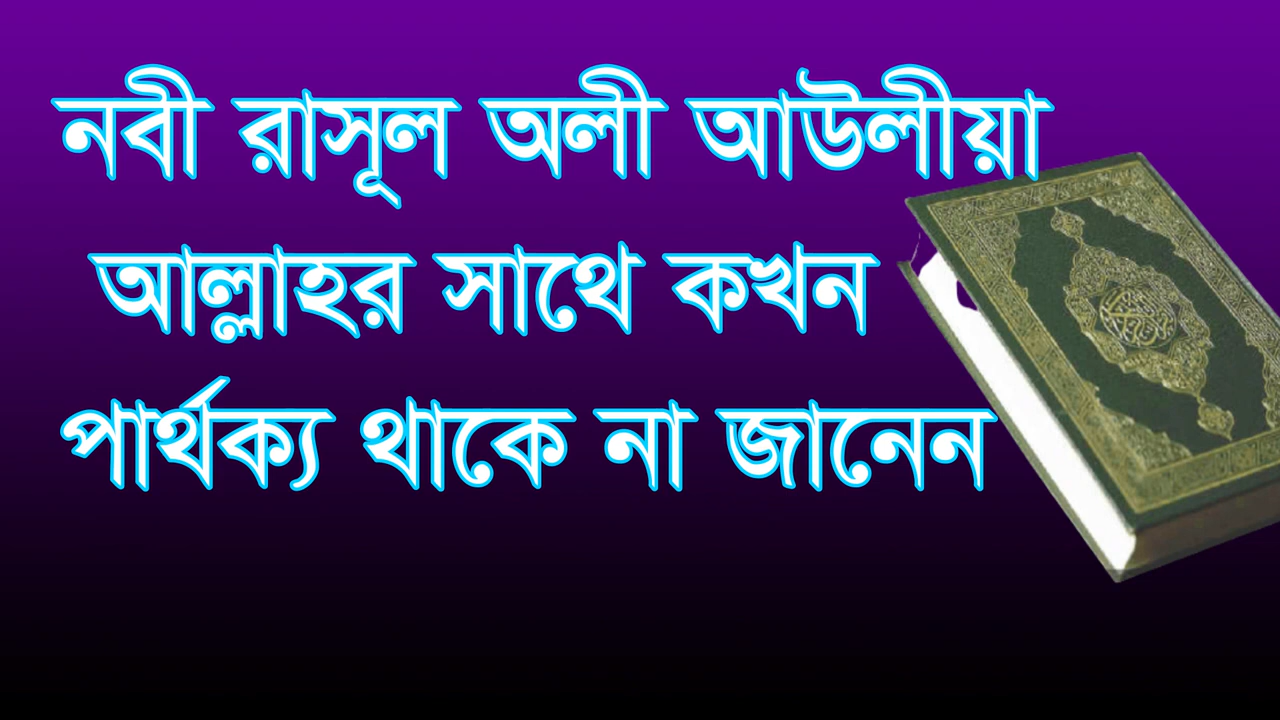 নবী রাসূল অলী আউলীয়া
আল্লাহর সাথে কখন
পার্থক্য থাকে না জানেন